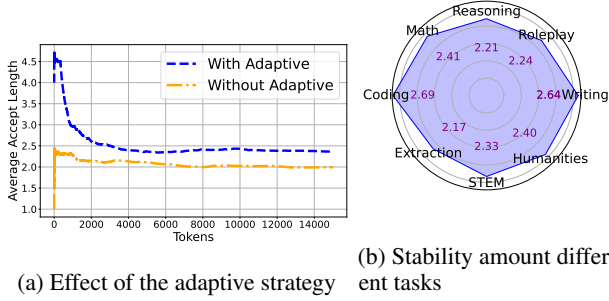 With Adaptive
Without Adaptive
Average Accept Length
4.5
4.0
3.5
3.0
2.5
2.0
1.5
1.0
0 2000 4000 6000 8000 10000 12000 14000
Tokens
(a) Effect of the adaptive strategy
Reasoning
Math
Roleplay
2.21
2.41
2.24
Coding 2.69
2.64 Writing
2.17
2.40
2.33
Extraction
Humanities
STEM
(b) Stability amount differ
ent tasks